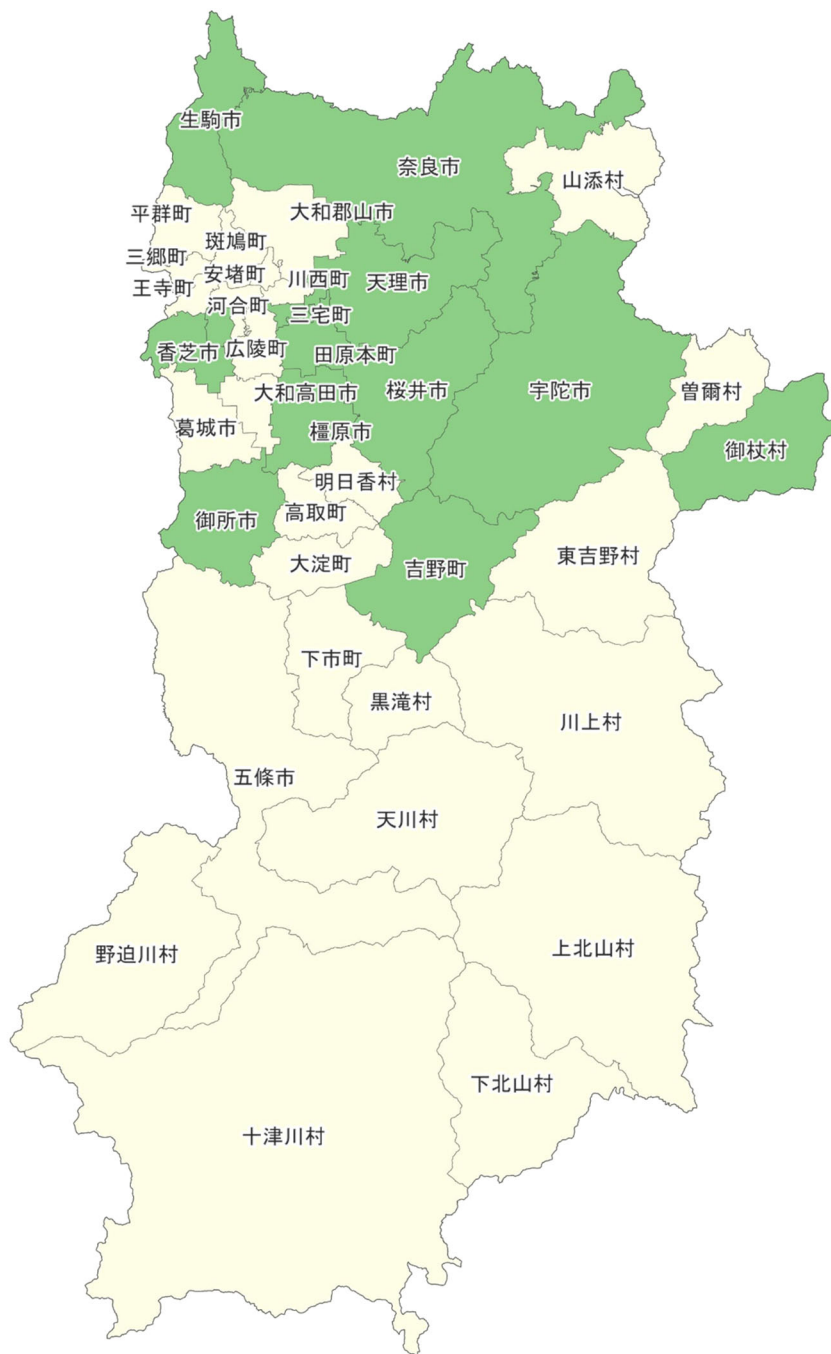 生駒市
奈良市
山添村
平群町
大和郡山市
斑鳩町
三郷町
安堵町
川西町
天理市
王寺町
河合町
三宅町
香芝市
広陵町
田原本町
大和高田市
桜井市
宇陀市
曽爾村
葛城市
橿原市
御杖村
明日香村
御所市
高取町
大淀町
吉野町
東吉野村
下市町
黒滝村
川上村
五條市
天川村
野迫川村
上北山村
下北山村
十津川村